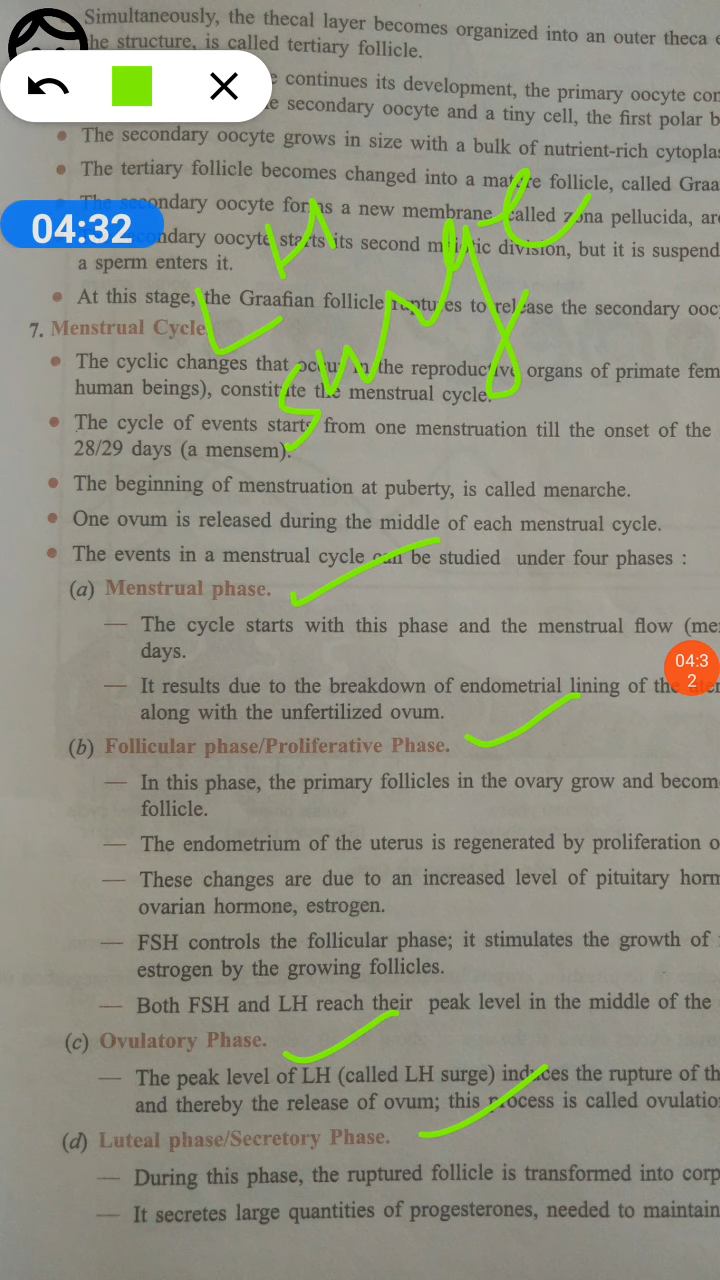 Simultaneously, the thecal layer becomes organized into an outer theca
the structure, is called tertiary follicle.
continues its development, the primary oocyte
secondary oocyte and a tiny cell, the first polar
• The secondary oocyte grows in size with a bulk of nutrient-rich
• The tertiary follicle becomes changed into a mature follicle, called
• The secondary oocyte forms a new membrane called zona pellucida,
04:32
secondary oocyte starts its second meiotic division, but it is
a sperm enters it.
• At this stage, the Graafian follicle ruptures to release the secondary
7. Menstrual Cycle
• The cyclic changes that occur in the reproductive organs of primate
human beings), constitute the menstrual cycle.
• The cycle of events starts from one menstruation till the onset of the
28/29 days (a mensem).
• The beginning of menstruation at puberty, is called menarche.
• One ovum is released during the middle of each menstrual cycle.
• The events in a menstrual cycle can be studied under four phases :
(a) Menstrual phase.
— The cycle starts with this phase and the menstrual flow
days.
04:3
2
— It results due to the breakdown of endometrial lining of the
along with the unfertilized ovum.
(b) Follicular phase/Proliferative Phase.
— In this phase, the primary follicles in the ovary grow and
follicle.
— The endometrium of the uterus is regenerated by proliferation
— These changes are due to an increased level of pituitary
ovarian hormone, estrogen.
— FSH controls the follicular phase; it stimulates the growth of
estrogen by the growing follicles.
— Both FSH and LH reach their peak level in the middle of the
(c) Ovulatory Phase.
— The peak level of LH (called LH surge) induces the rupture of
and thereby the release of ovum; this process is called
(d) Luteal phase/Secretory Phase.
— During this phase, the ruptured follicle is transformed into
— It secretes large quantities of progesterones, needed to maintain
LH
surge